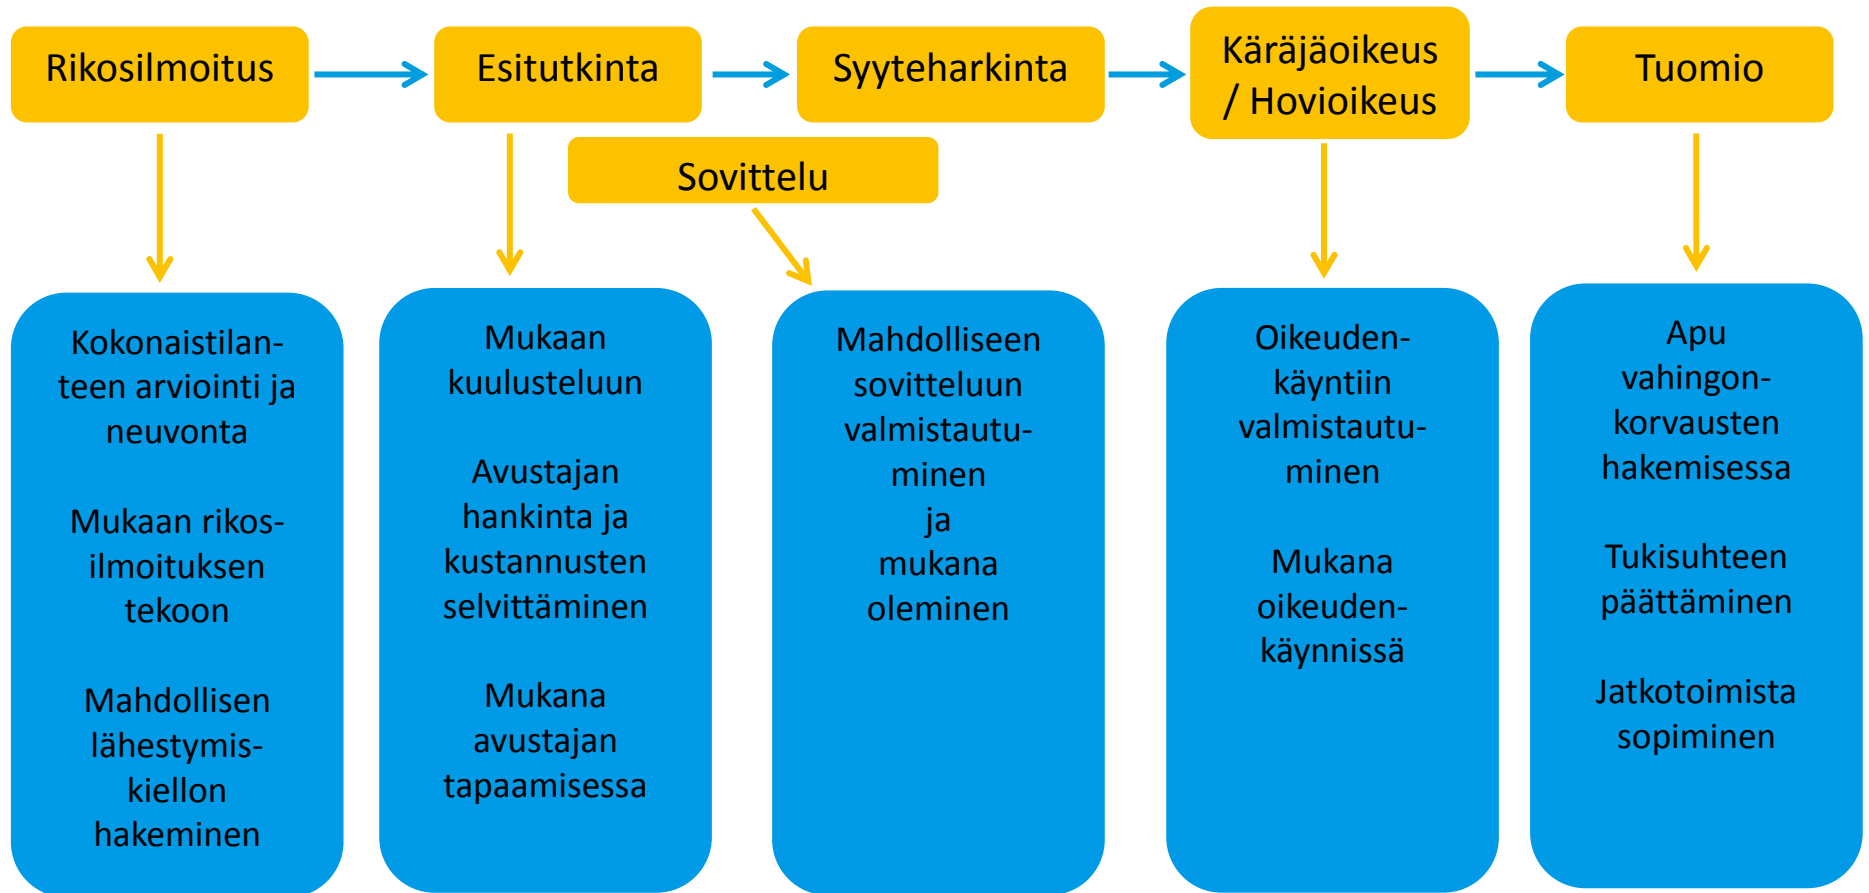 Rikosilmoitus
Esitutkinta
Syyteharkinta
Käräjäoikeus
/ Hovioikeus
Tuomio
Sovittelu
Kokonaistilan-
teen arviointi ja
neuvonta
Mukaan rikos-
ilmoituksen
tekoon
Mahdollisen
lähestymis-
kiellon
hakeminen
Mukaan
kuulusteluun
Avustajan
hankinta ja
kustannusten
selvittäminen
Mukana
avustajan
tapaamisessa
Mahdolliseen
sovitteluun
valmistautu-
minen
ja
mukana
oleminen
Oikeuden-
käyntiin
valmistautu-
minen
Mukana
oikeuden-
käynnissä
Apu
vahingon-
korvausten
hakemisessa
Tukisuhteen
päättäminen
Jatkotoimista
sopiminen